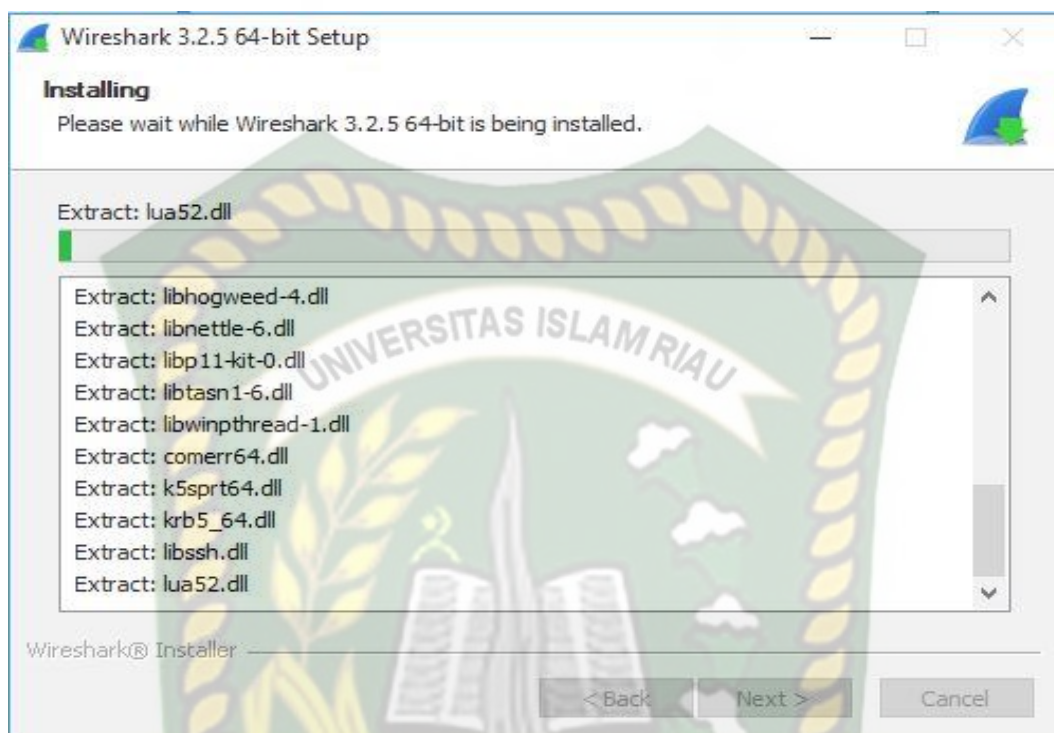 Wireshark 3.2.5 64-bit Setup
Installing
Please wait while Wireshark 3.2.5 64-bit is being installed.
Extract: lua52.dll
Extract: libhogweed-4.dll
Extract: libnettle-6.dll
Extract: libp11-kit-0.dll
Extract: libtasn1-6.dll
Extract: libwinpthread-1.dll
Extract: comerr64.dll
Extract: k5sprt64.dll
Extract: krb5_64.dll
Extract: libssh.dll
Extract: lua52.dll
UNIVERSITAS ISLAM RIAU
Wireshark® Installer
< Back
Next >
Cancel